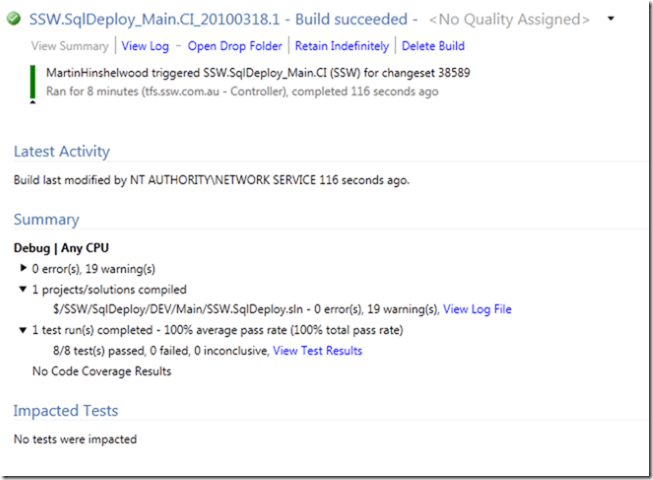 SSW.SqlDeploy_Main.CI_20100318.1 - Build succeeded - <No Quality Assigned>
View Summary | View Log - Open Drop Folder | Retain Indefinitely | Delete Build
MartinHinshelwood triggered SSW.SqlDeploy_Main.CI (SSW) for changeset 38589
Ran for 8 minutes (tfs.ssw.com.au - Controller), completed 116 seconds ago
Latest Activity
Build last modified by NT AUTHORITY\NETWORK SERVICE 116 seconds ago.
Summary
Debug | Any CPU
0 error(s), 19 warning(s)
1 projects/solutions compiled
$/SSW/SqlDeploy/DEV/Main/SSW.SqlDeploy.sln - 0 error(s), 19 warning(s), View Log File
1 test run(s) completed - 100% average pass rate (100% total pass rate)
8/8 test(s) passed, 0 failed, 0 inconclusive, View Test Results
No Code Coverage Results
Impacted Tests
No tests were impacted